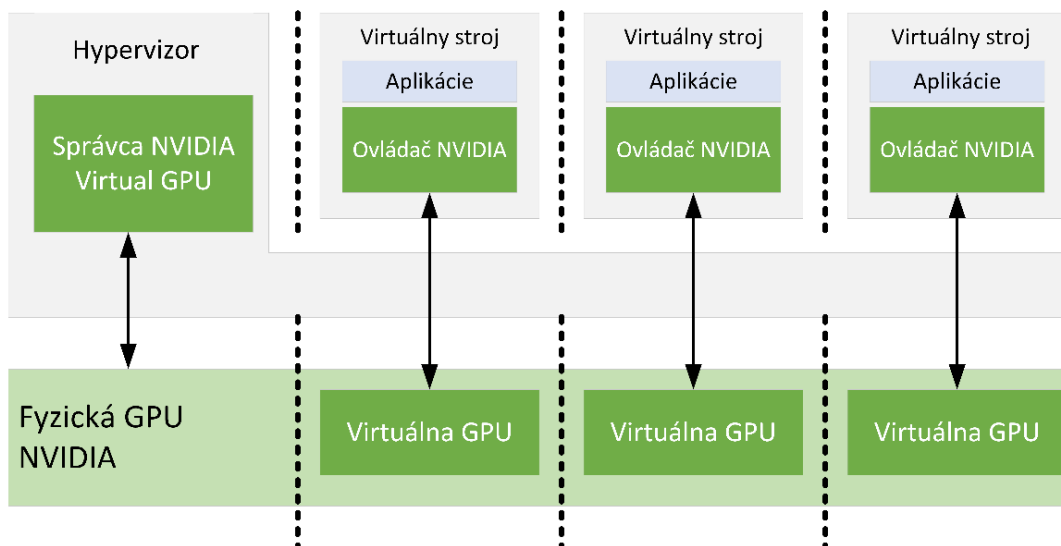 Hypervizor
Správca NVIDIA
Virtual GPU
Virtuálny stroj
Aplikácie
Ovládač NVIDIA
Virtuálny stroj
Aplikácie
Ovládač NVIDIA
Virtuálny stroj
Aplikácie
Ovládač NVIDIA
Fyzická GPU
NVIDIA
Virtuálna GPU
Virtuálna GPU
Virtuálna GPU